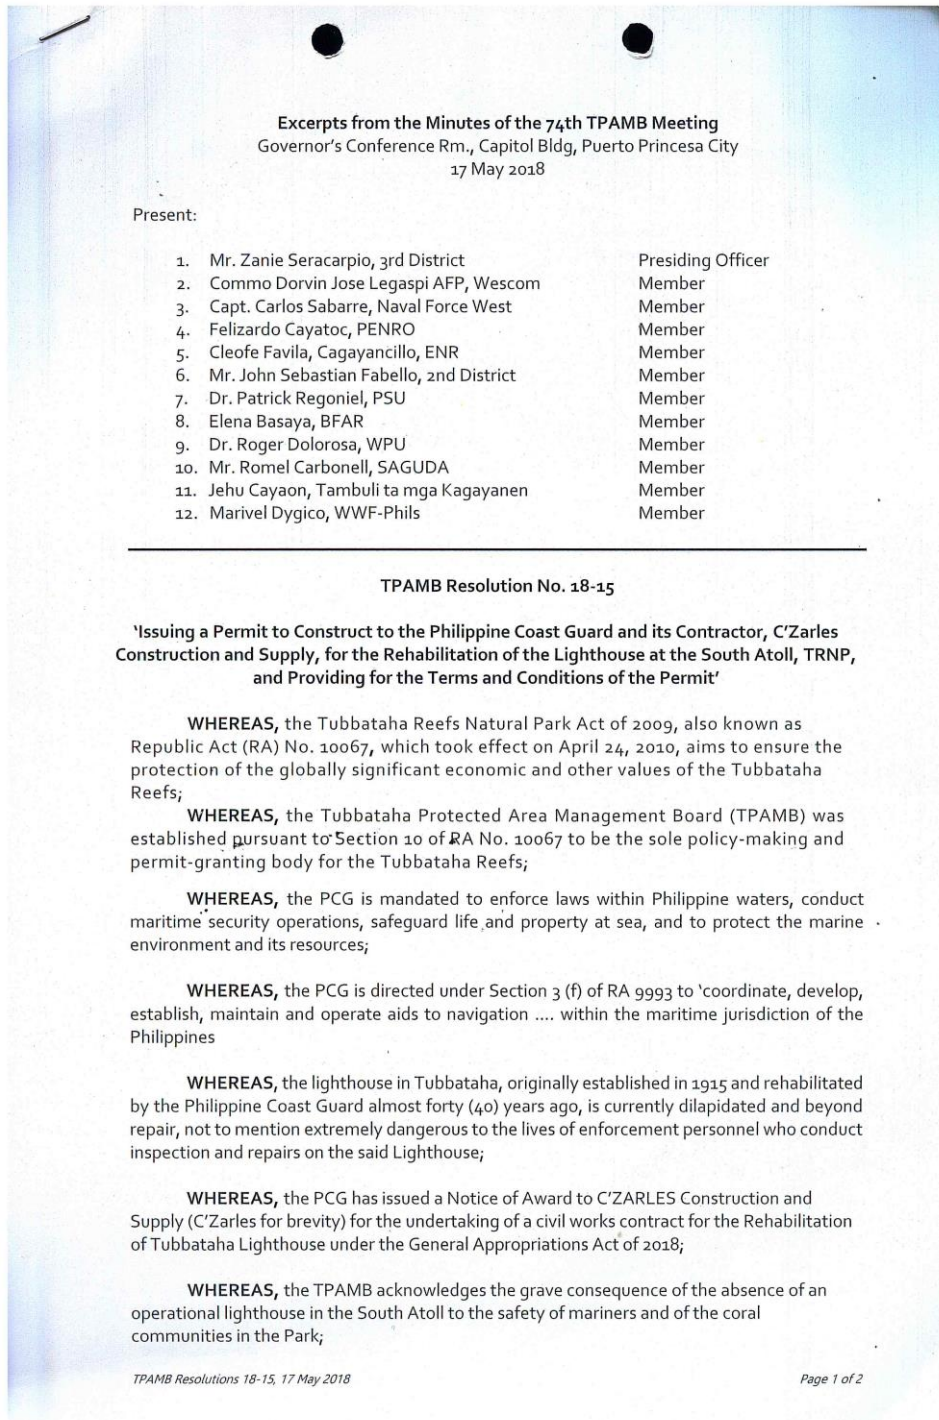 Excerpts from the Minutes of the 74th TPAMB Meeting
Governor's Conference Rm., Capitol Bldg, Puerto Princesa City
17 May 2018
Present:
1. Mr. Zanie Seracarpio, 3rd District Presiding Officer
2. Commo Dorvin Jose Legaspi AFP, Wescom Member
3. Capt. Carlos Sabarre, Naval Force West Member
4. Felizardo Cayatoc, PENRO Member
5. Cleofe Favila, Cagayancillo, ENR Member
6. Mr. John Sebastian Fabello, 2nd District Member
7. Dr. Patrick Regoniel, PSU Member
8. Elena Basaya, BFAR Member
9. Dr. Roger Dolorosa, WPU Member
10. Mr. Romel Carbonell, SAGUDA Member
11. Jehu Cayaon, Tambuli ta mga Kagayanen Member
12. Marivel Dygico, WWF-Phils Member
TPAMB Resolution No. 18-15
'Issuing a Permit to Construct to the Philippine Coast Guard and its Contractor, C'Zarles
Construction and Supply, for the Rehabilitation of the Lighthouse at the South Atoll, TRNP,
and Providing for the Terms and Conditions of the Permit'
WHEREAS, the Tubbataha Reefs Natural Park Act of 2009, also known as
Republic Act (RA) No. 10067, which took effect on April 24, 2010, aims to ensure the
protection of the globally significant economic and other values of the Tubbataha
Reefs;
WHEREAS, the Tubbataha Protected Area Management Board (TPAMB) was
established pursuant to Section 10 of RA No. 10067 to be the sole policy-making and
permit-granting body for the Tubbataha Reefs;
WHEREAS, the PCG is mandated to enforce laws within Philippine waters, conduct
maritime security operations, safeguard life and property at sea, and to protect the marine
environment and its resources;
WHEREAS, the PCG is directed under Section 3 (f) of RA 9993 to 'coordinate, develop,
establish, maintain and operate aids to navigation .... within the maritime jurisdiction of the
Philippines
WHEREAS, the lighthouse in Tubbataha, originally established in 1915 and rehabilitated
by the Philippine Coast Guard almost forty (40) years ago, is currently dilapidated and beyond
repair, not to mention extremely dangerous to the lives of enforcement personnel who conduct
inspection and repairs on the said Lighthouse;
WHEREAS, the PCG has issued a Notice of Award to C'ZARLES Construction and
Supply (C'Zarles for brevity) for the undertaking of a civil works contract for the Rehabilitation
of Tubbataha Lighthouse under the General Appropriations Act of 2018;
WHEREAS, the TPAMB acknowledges the grave consequence of the absence of an
operational lighthouse in the South Atoll to the safety of mariners and of the coral
communities in the Park;
TPAMB Resolutions 18-15, 17 May 2018 Page 1 of 2